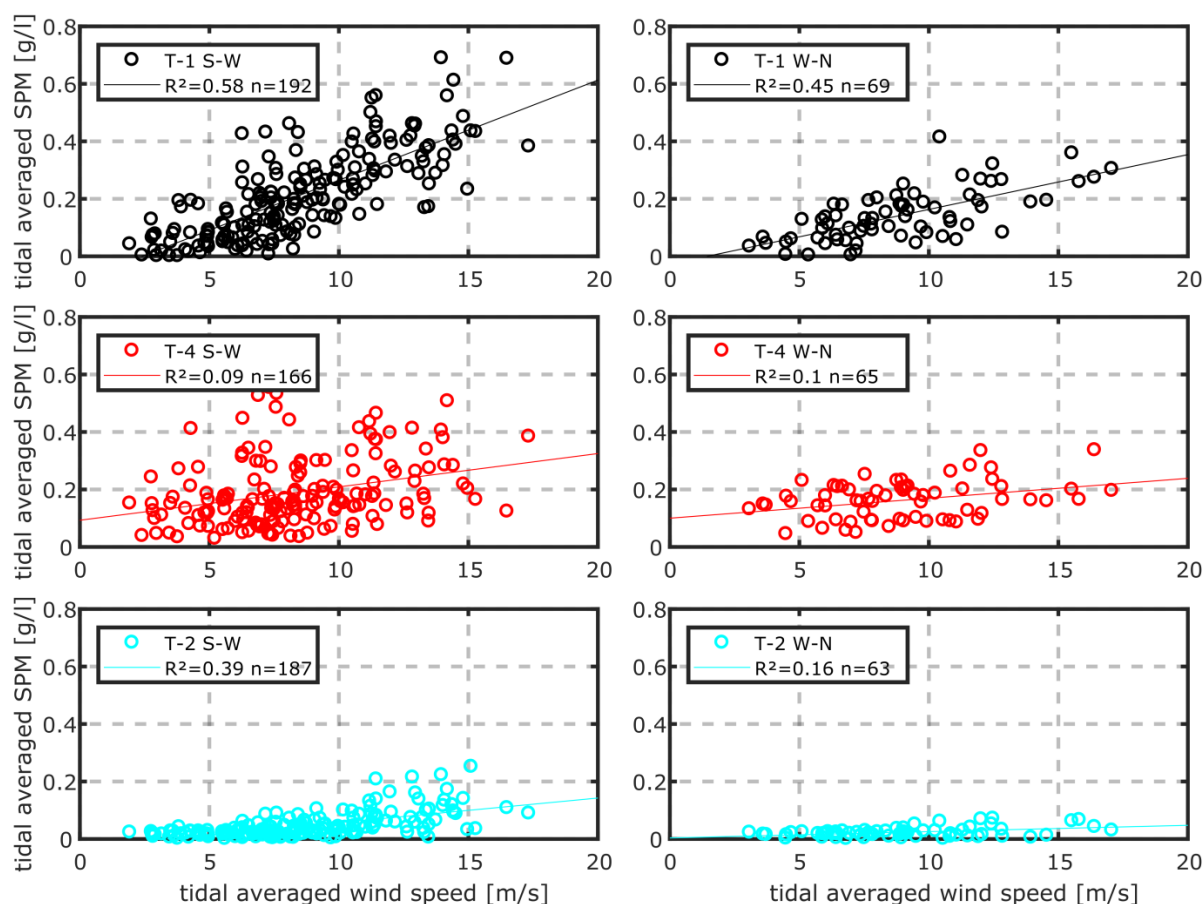 tidal averaged SPM [g/l]
0.8
0.6
0.4
0.2
0
T-1 S-W
R²=0.58 n=192
0 5 10 15 20
0.8
0.6
0.4
0.2
0
T-1 W-N
R²=0.45 n=69
0 5 10 15 20
tidal averaged SPM [g/l]
0.8
0.6
0.4
0.2
0
T-4 S-W
R²=0.09 n=166
0 5 10 15 20
0.8
0.6
0.4
0.2
0
T-4 W-N
R²=0.1 n=65
0 5 10 15 20
tidal averaged SPM [g/l]
0.8
0.6
0.4
0.2
0
T-2 S-W
R²=0.39 n=187
0 5 10 15 20
tidal averaged wind speed [m/s]
0.8
0.6
0.4
0.2
0
T-2 W-N
R²=0.16 n=63
0 5 10 15 20
tidal averaged wind speed [m/s]